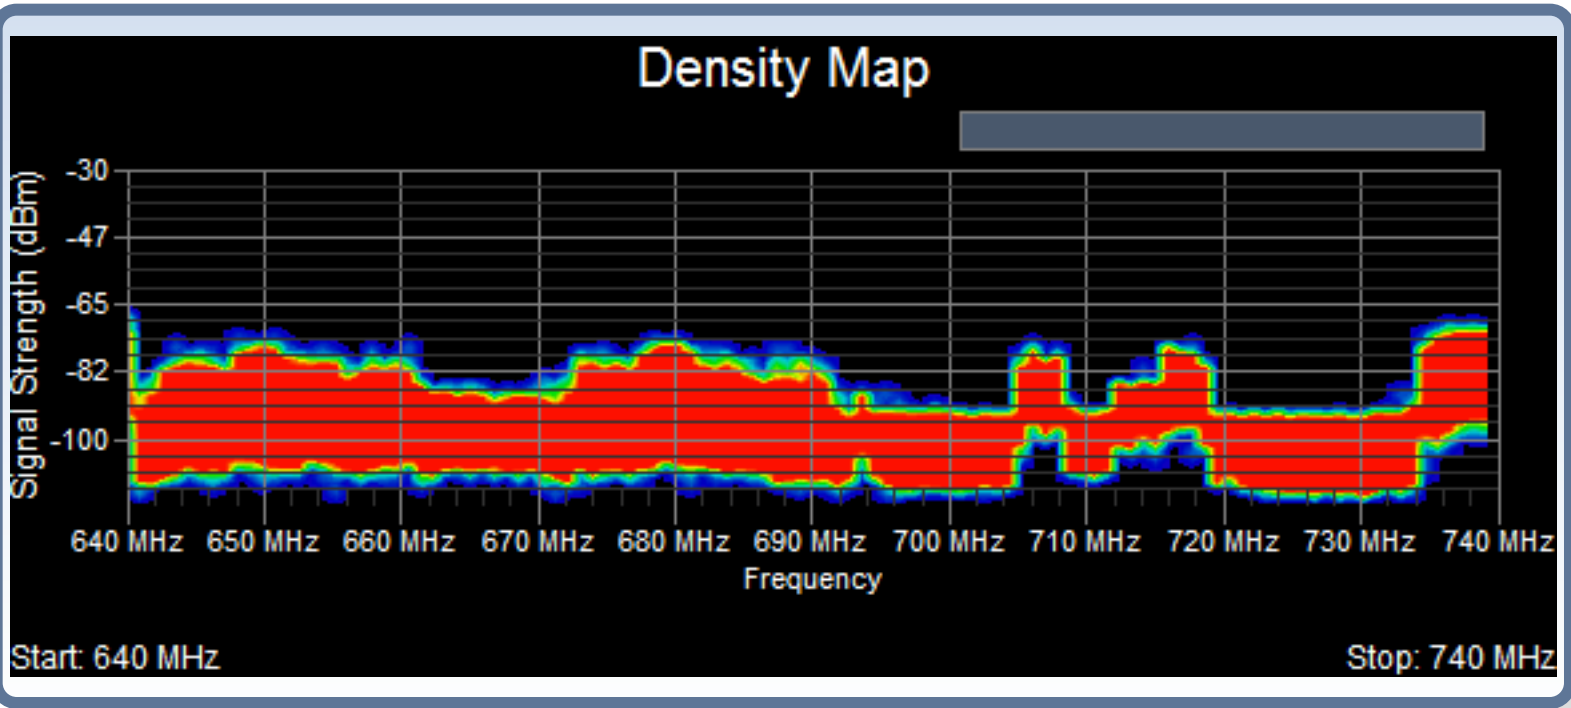 Density Map
Signal Strength (dBm)
-30
-47
-65
-82
-100
640 MHz 650 MHz 660 MHz 670 MHz 680 MHz 690 MHz 700 MHz 710 MHz 720 MHz 730 MHz 740 MHz
Frequency
Start: 640 MHz Stop: 740 MHz